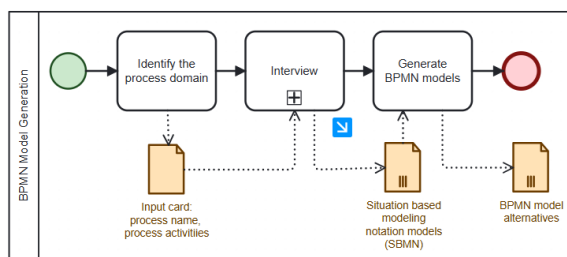 BPMN Model Generation
Identify the
process domain
Interview
Generate
BPMN models
Input card:
process name,
process activitiies
Situation based
modeling
notation models
(SBMN)
BPMN model
alternatives